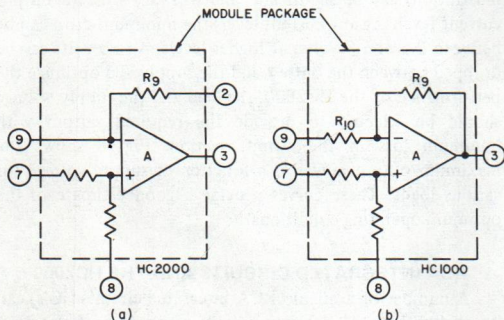 MODULE PACKAGE
R9
2
9
A
3
7
8
HC2000
(a)
R9
9
R10
A
3
7
8
HC1000
(b)